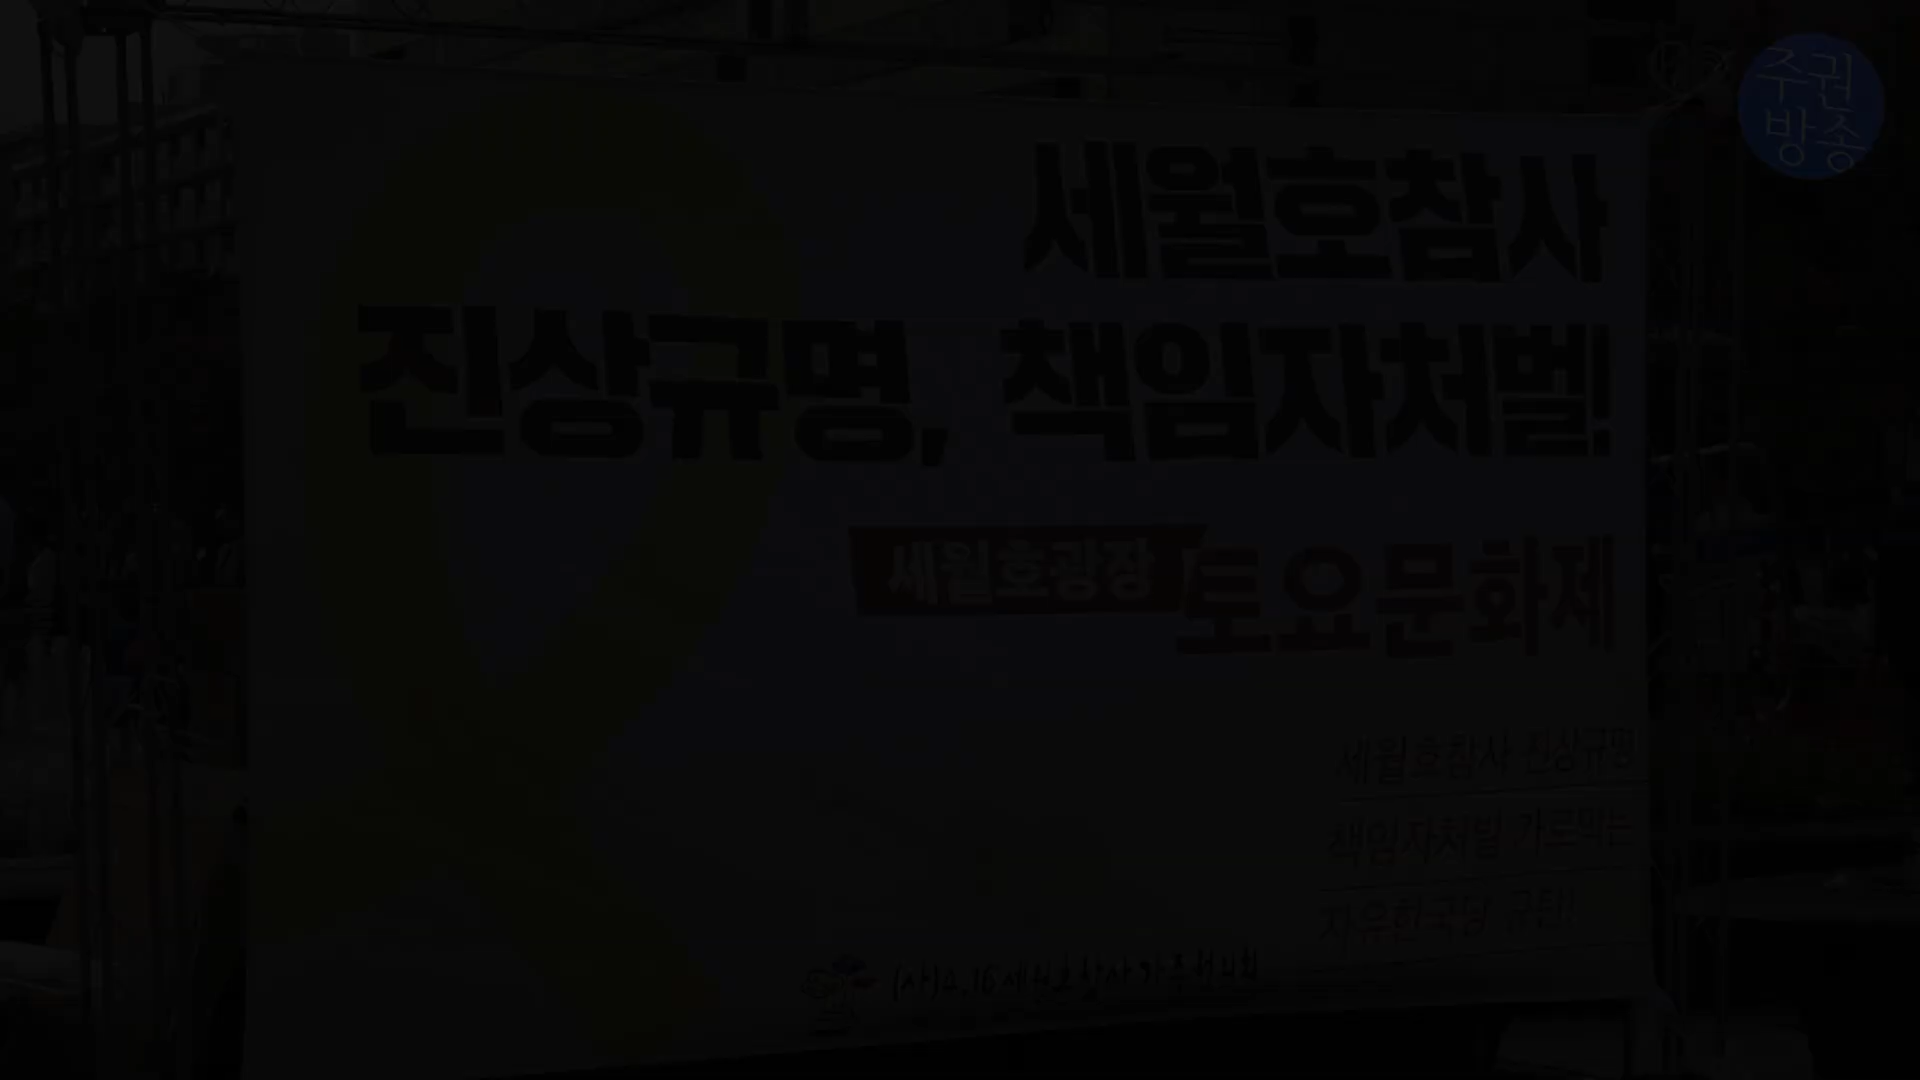 주권
방송
세월호참사
진상규명, 책임자처벌!
세월호광장 토요문화제
세월호참사 진상규명
책임자처벌 가로막는
자유한국당 규탄!
(사)4.16세월호참사가족협의회